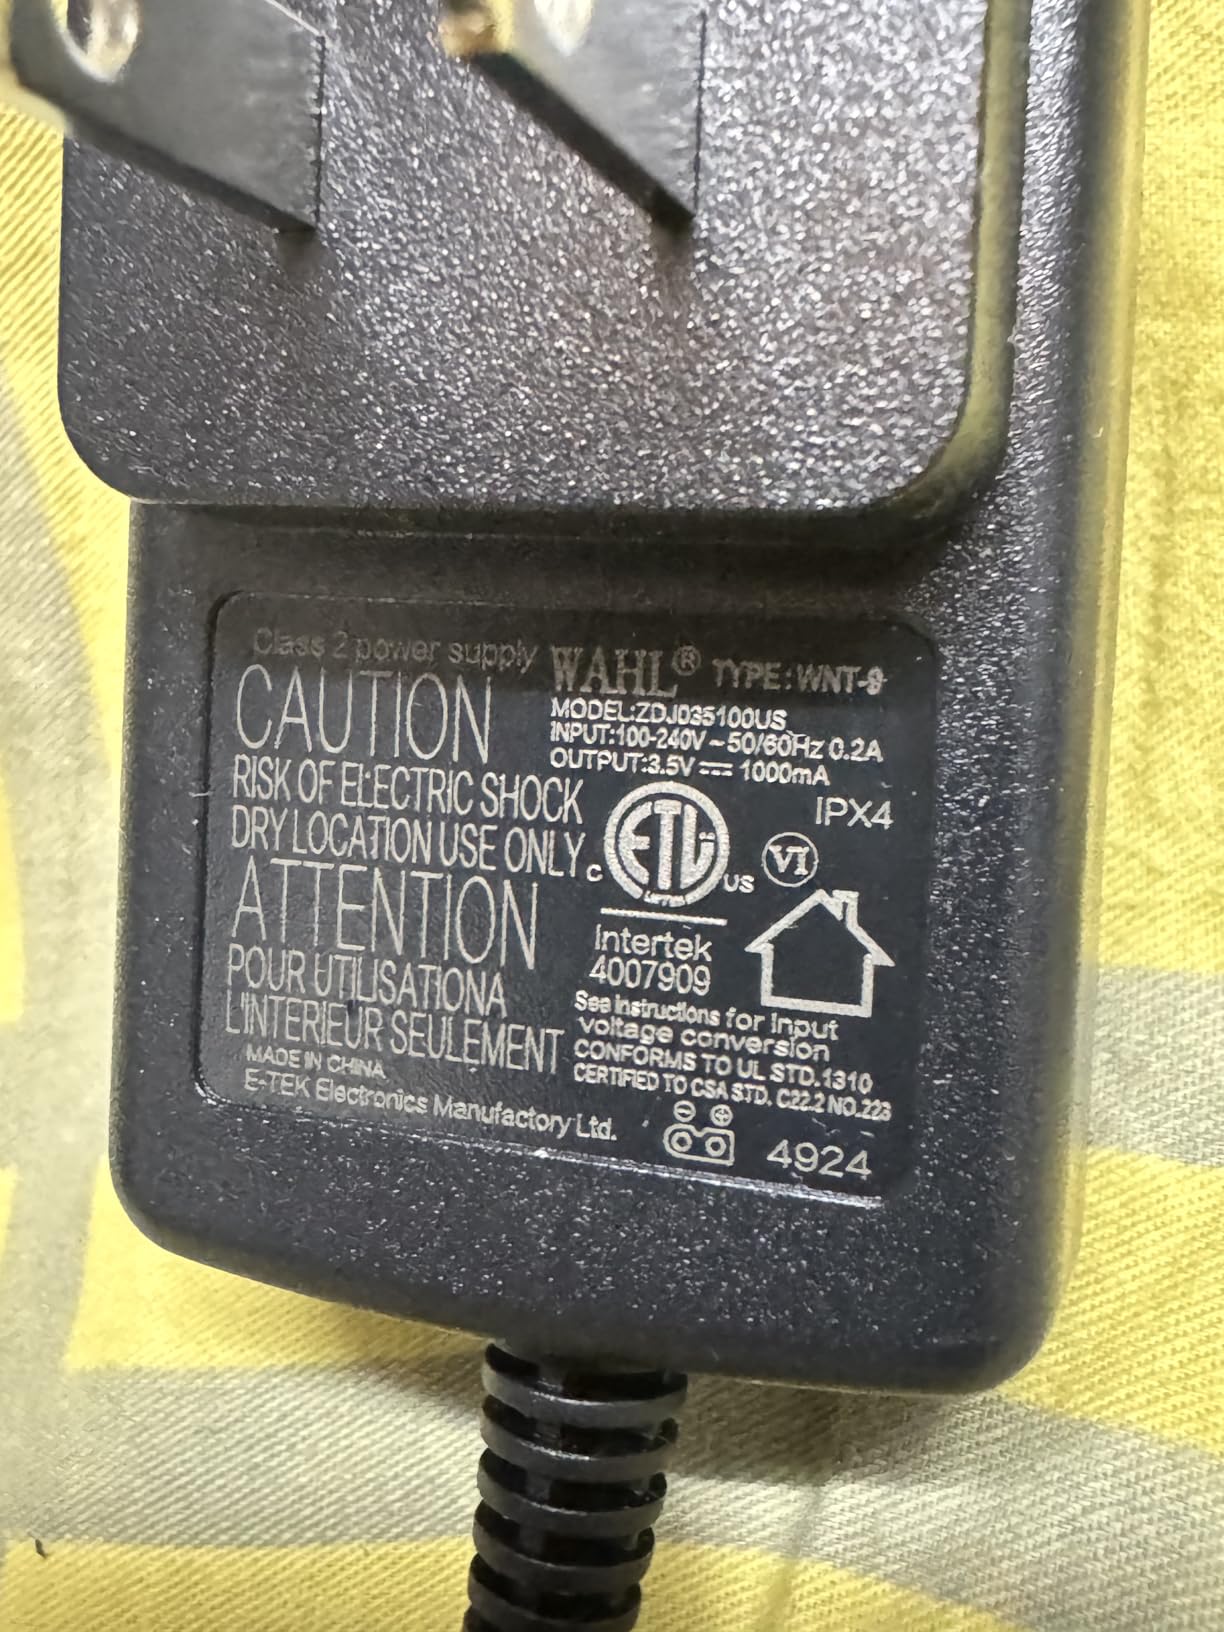 Class 2 power supply WAHL® TYPE:WNT-9
CAUTION
RISK OF ELECTRIC SHOCK
DRY LOCATION USE ONLY
ATTENTION
POUR UTILISATIONA
L'INTERIEUR SEULEMENT
MADE IN CHINA
E-TEK Electronics Manufactory Ltd.
MODEL:ZDJ035100US
INPUT:100-240V ~ 50/60Hz 0.2A
OUTPUT:3.5V ⎓ 1000mA
IPX4
ETL
C US
VI
Intertek
4007909
See instructions for input
voltage conversion
CONFORMS TO UL STD.1310
CERTIFIED TO CSA STD. C22.2 NO.223
4924